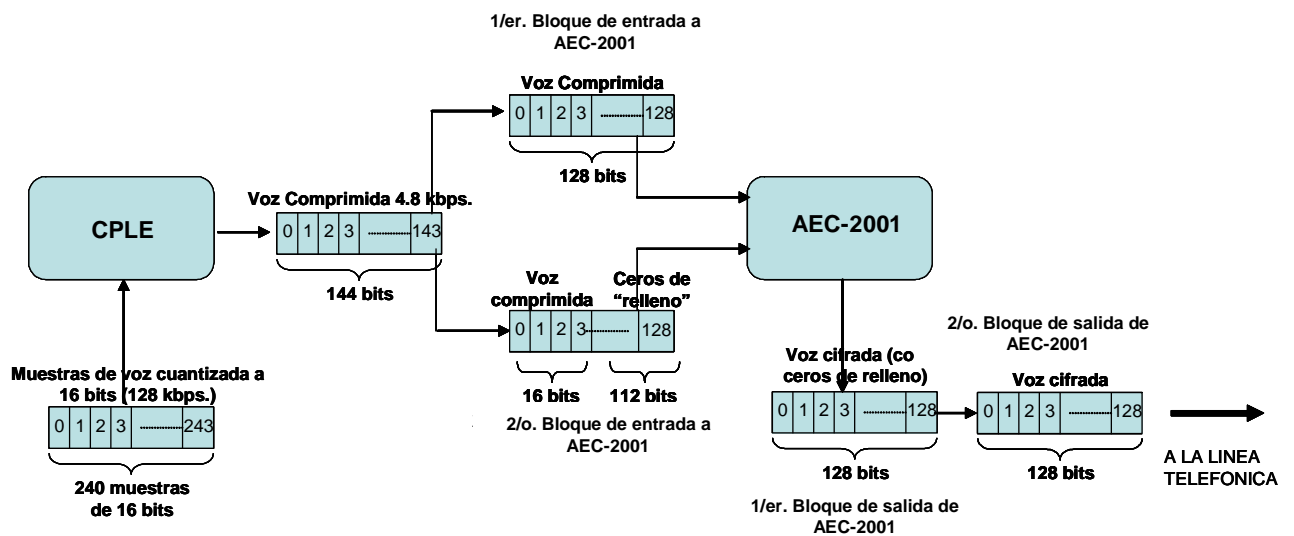 1/er. Bloque de entrada a
AEC-2001
Voz Comprimida
0 1 2 3 ............... 128
128 bits
CPLE
Voz Comprimida 4.8 kbps.
0 1 2 3 ............... 143
144 bits
AEC-2001
Voz
comprimida
Ceros de
“relleno”
0 1 2 3 ............... 128
16 bits
112 bits
2/o. Bloque de entrada a
AEC-2001
Muestras de voz cuantizada a
16 bits (128 kbps.)
0 1 2 3 ............... 243
240 muestras
de 16 bits
Voz cifrada (co
ceros de relleno)
0 1 2 3 ............... 128
128 bits
1/er. Bloque de salida de
AEC-2001
2/o. Bloque de salida de
AEC-2001
Voz cifrada
0 1 2 3 ............... 128
128 bits
A LA LINEA
TELEFONICA